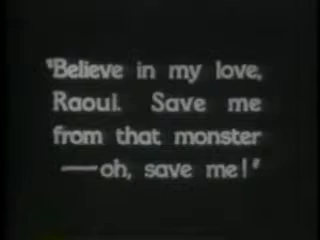 "Believe in my love,
Raoul. Save me
from that monster
—oh, save me!"